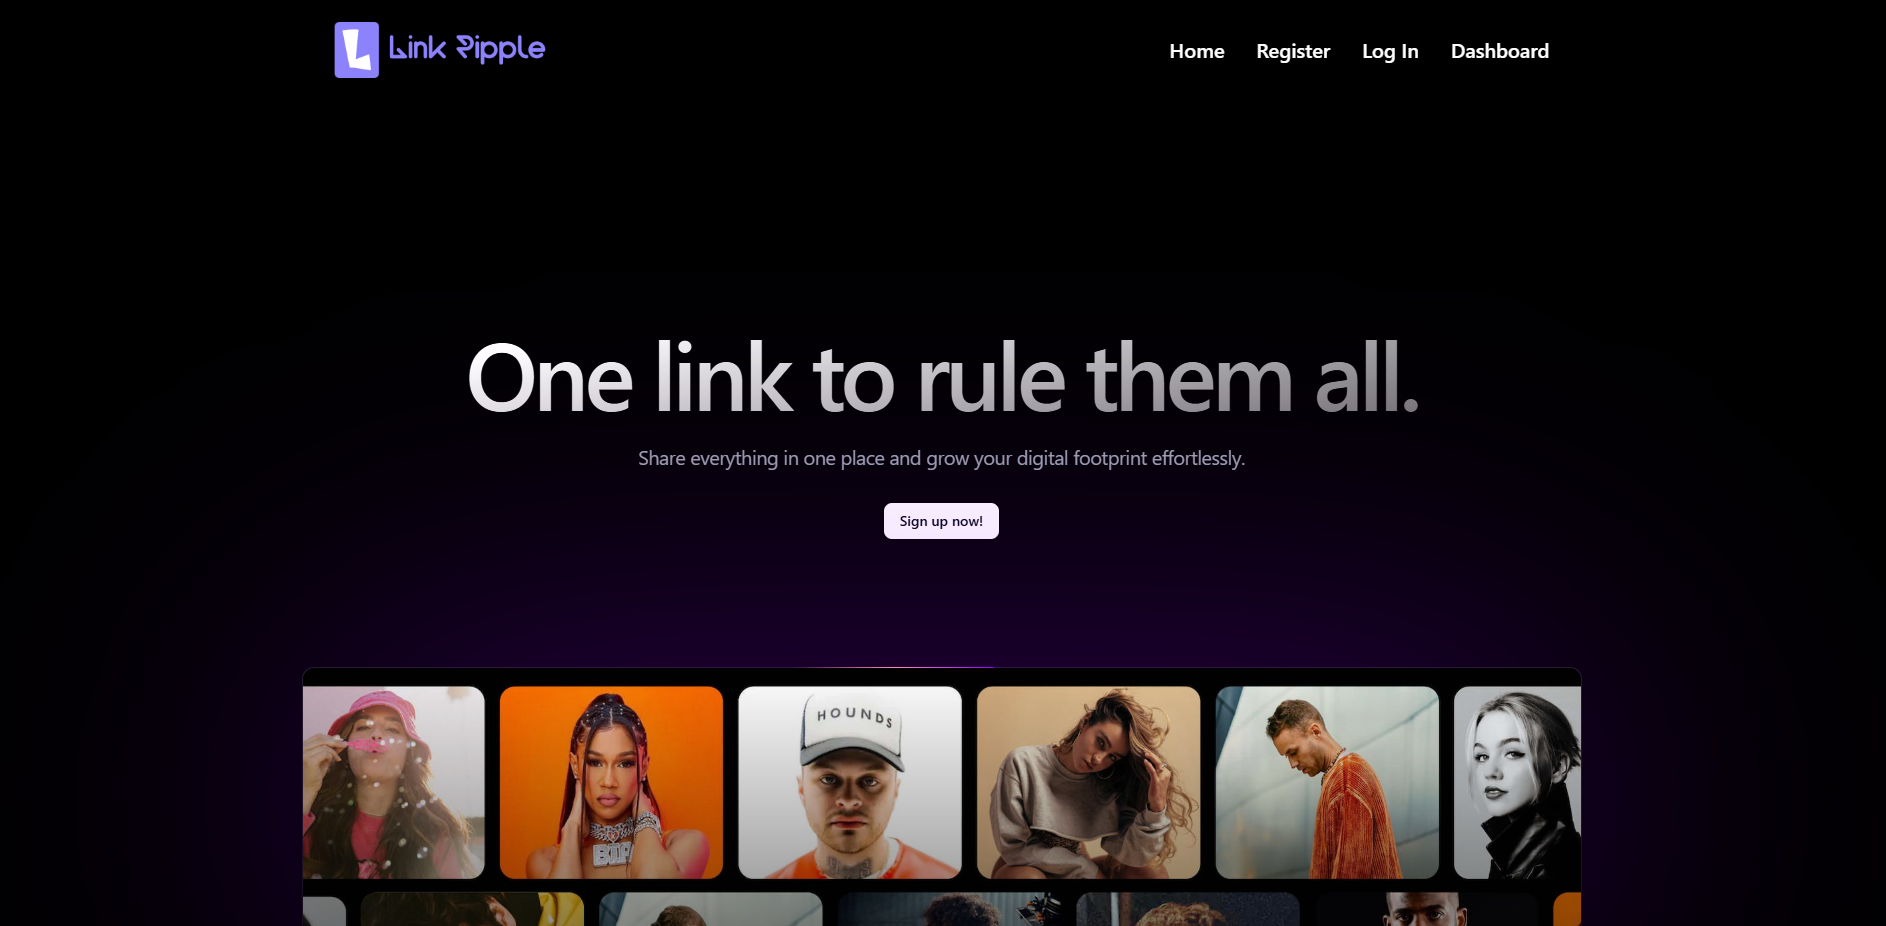 Link Ripple
Home Register Log In Dashboard
One link to rule them all.
Share everything in one place and grow your digital footprint effortlessly.
Sign up now!
HOUNDS